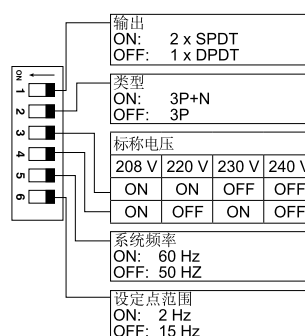 输出
ON: 2 x SPDT
OFF: 1 x DPDT
ON
1
2
3
4
5
6
类型
ON: 3P+N
OFF: 3P
标称电压
208 V 220 V 230 V 240 V
ON ON OFF OFF
ON OFF ON OFF
系统频率
ON: 60 Hz
OFF: 50 HZ
设定点范围
ON: 2 Hz
OFF: 15 Hz